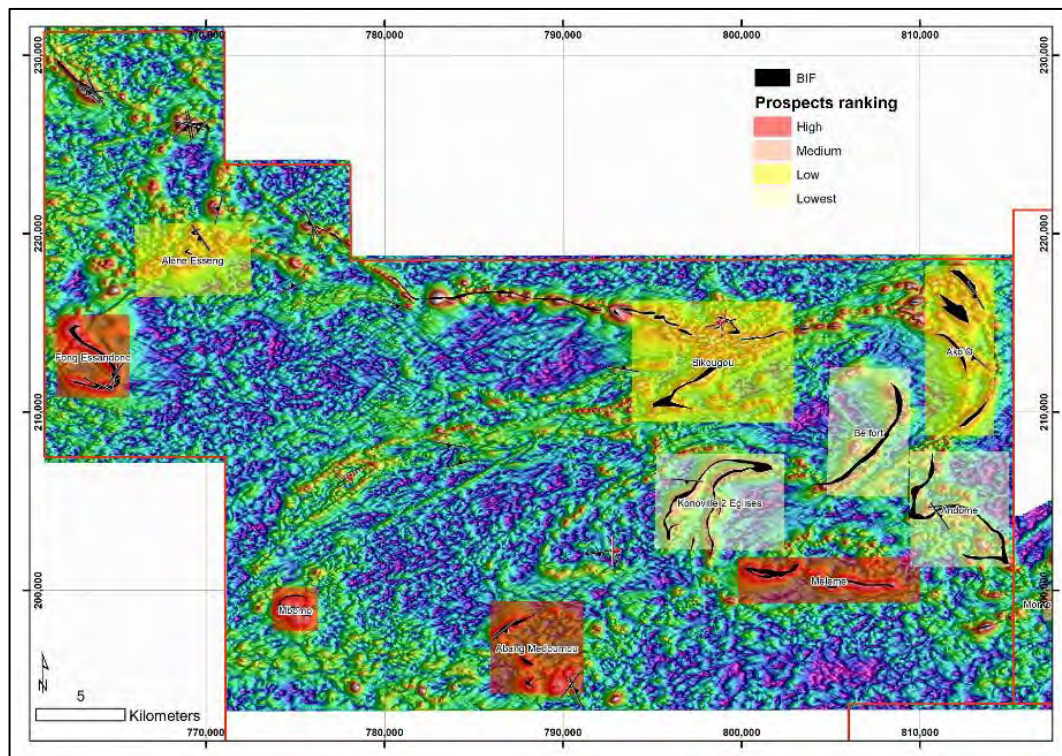 770,000
780,000
790,000
800,000
810,000
230,000
230,000
BIF
Prospects ranking
High
Medium
Low
Lowest
220,000
220,000
Alene Esseng
Akb'O
Bikougou
210,000
210,000
Belfort
Konoville 2 Eglises
Andome
200,000
200,000
Meleme
Mbomo
Abang Medoumou
5
Kilometers
770,000
780,000
790,000
800,000
810,000